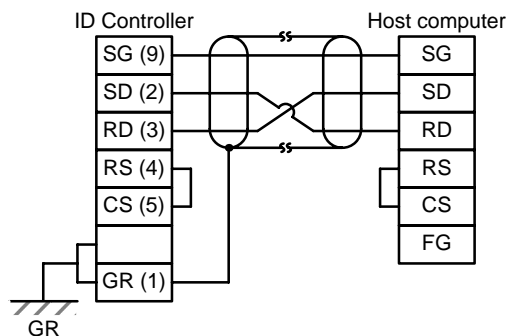 ID Controller
Host computer
SG (9)
SD (2)
RD (3)
RS (4)
CS (5)
GR (1)
GR
SG
SD
RD
RS
CS
FG